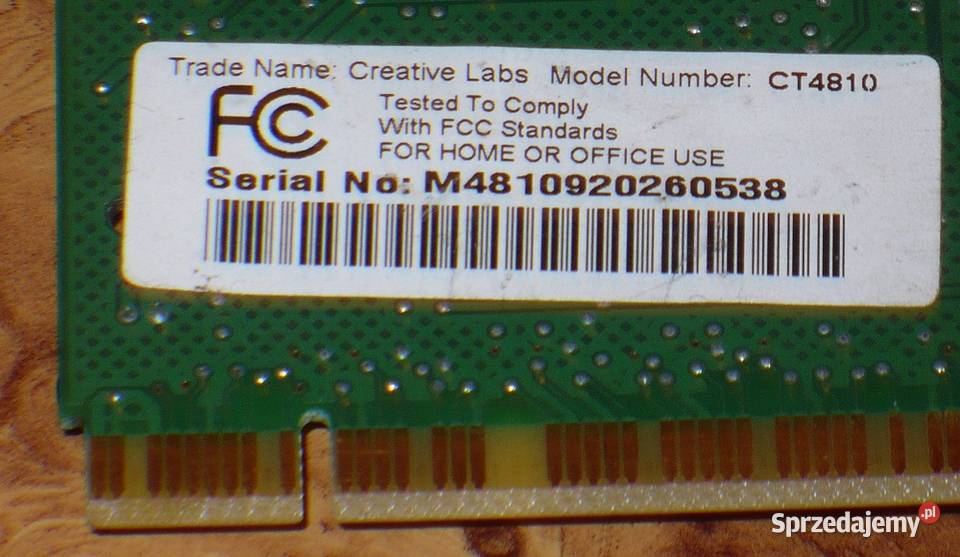 Trade Name: Creative Labs Model Number: CT4810
FCC
Tested To Comply
With FCC Standards
FOR HOME OR OFFICE USE
Serial No: M4810920260538
Sprzedajemy.pl